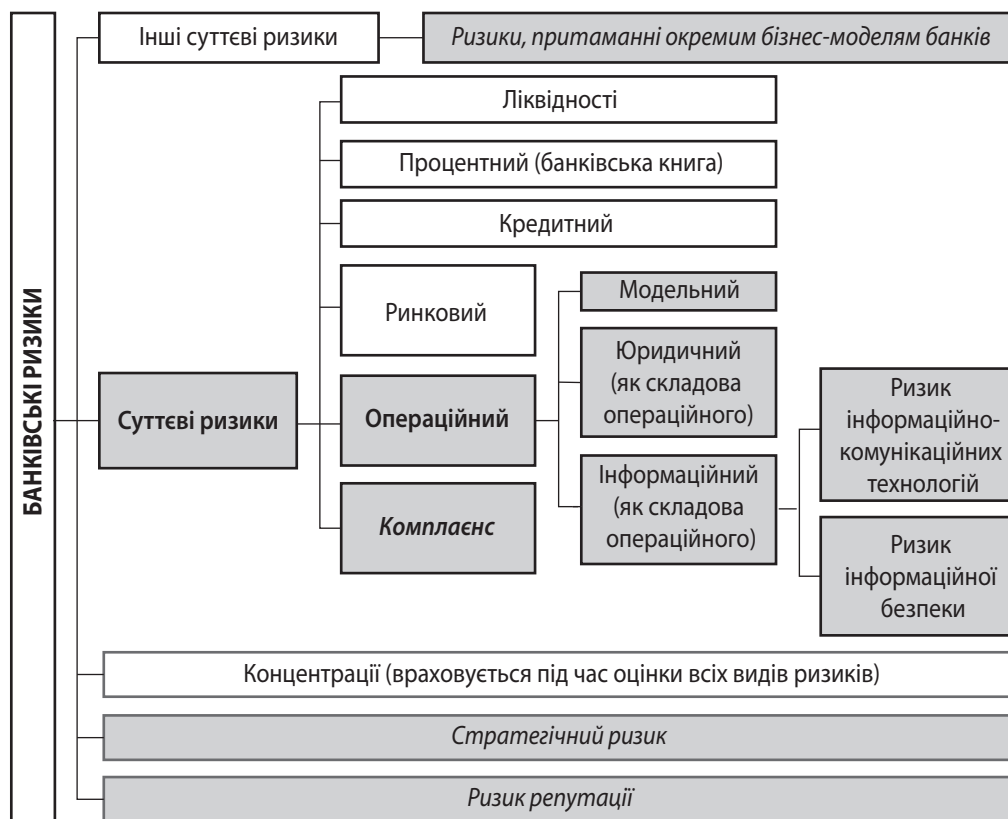 БАНКІВСЬКІ РИЗИКИ
Інші суттєві ризики
Ризики, притаманні окремим бізнес-моделям банків
Суттєві ризики
Ліквідності
Процентний (банківська книга)
Кредитний
Ринковий
Операційний
Комплаєнс
Модельний
Юридичний
(як складова
операційного)
Інформаційний
(як складова
операційного)
Ризик
інформаційно-
комунікаційних
технологій
Ризик
інформаційної
безпеки
Концентрації (враховується під час оцінки всіх видів ризиків)
Стратегічний ризик
Ризик репутації